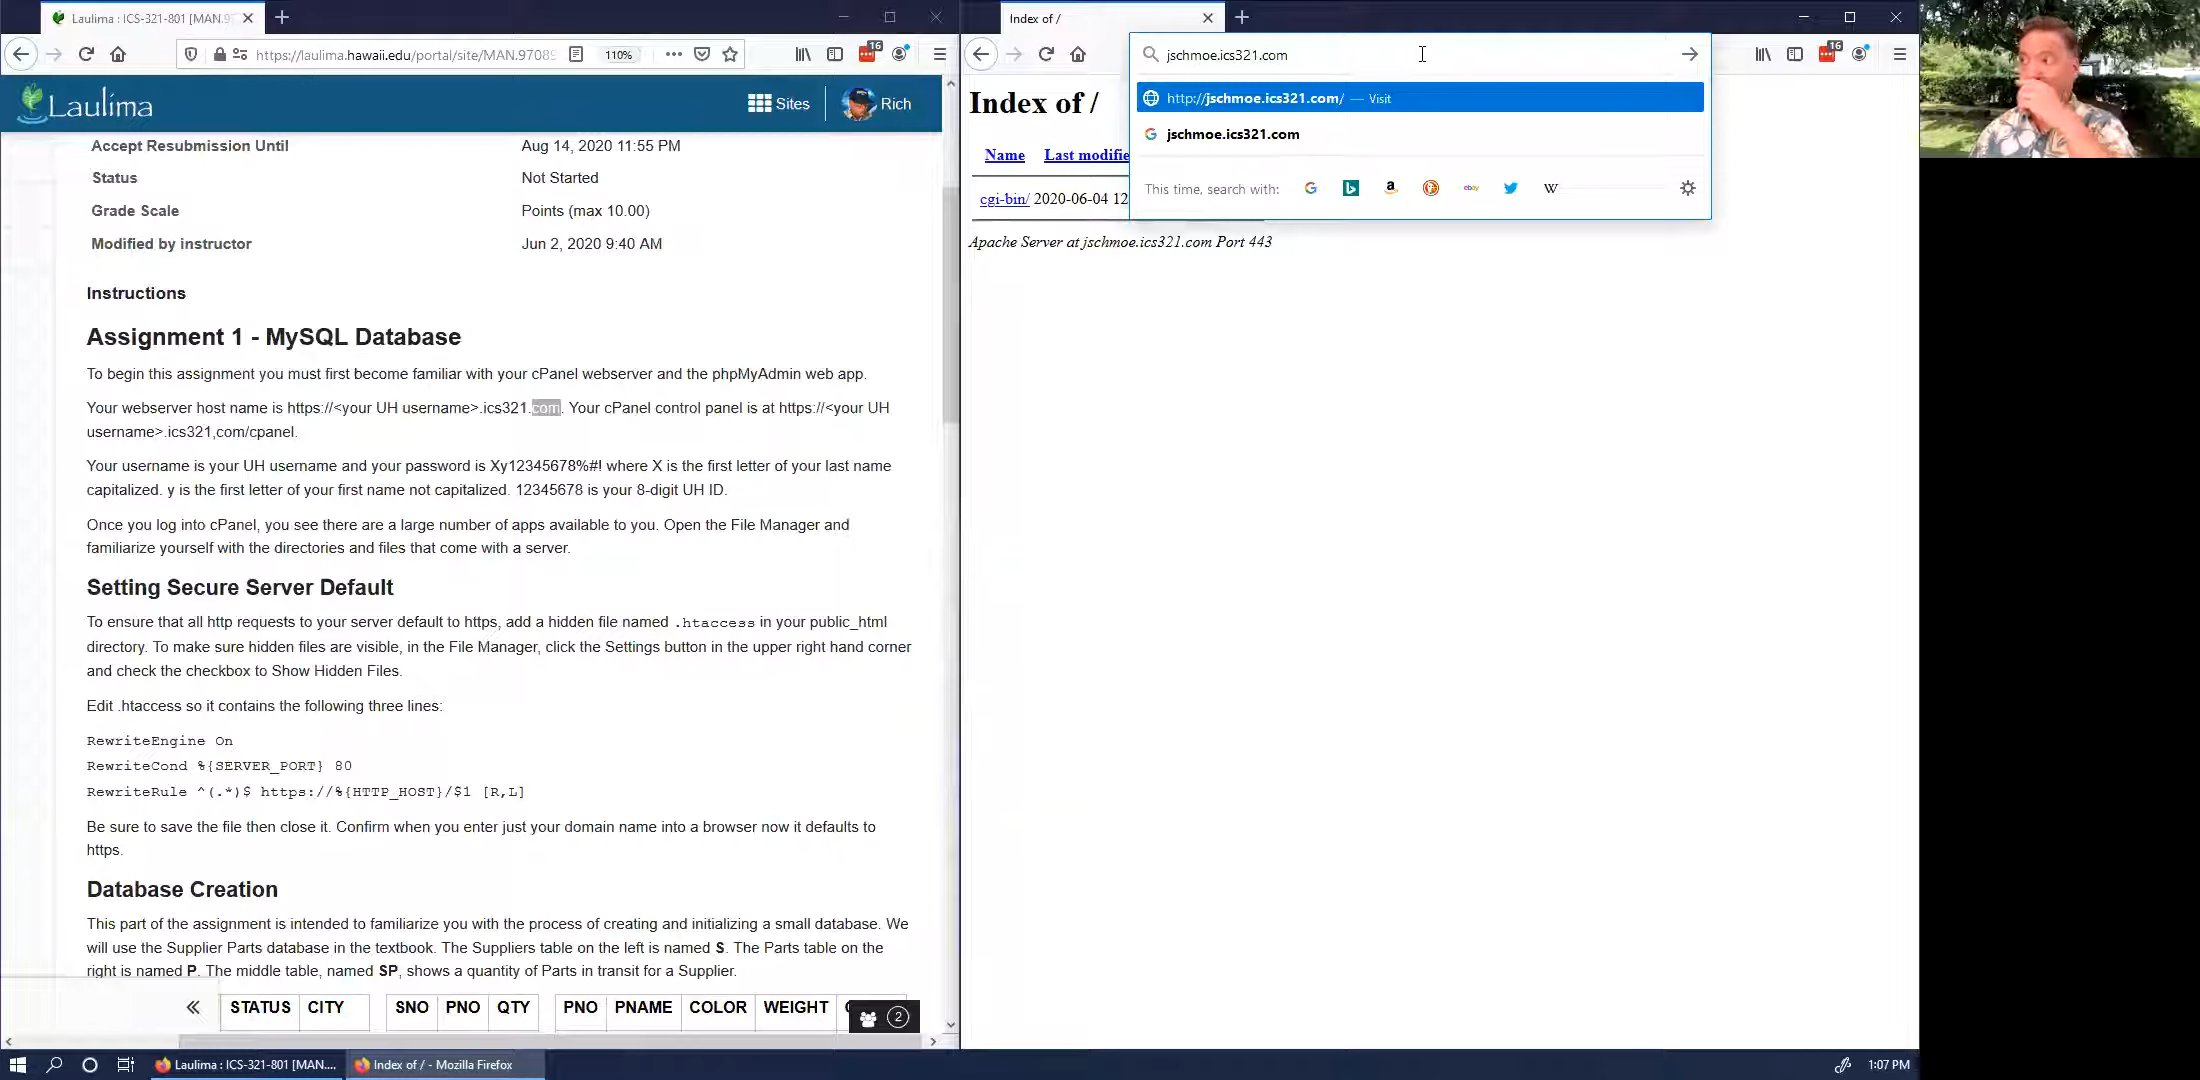 Laulima : ICS-321-801 [MAN.9
https://laulima.hawaii.edu/portal/site/MAN.9708
110%
16
Laulima
Sites
Rich
Accept Resubmission Until Aug 14, 2020 11:55 PM
Status Not Started
Grade Scale Points (max 10.00)
Modified by instructor Jun 2, 2020 9:40 AM
Instructions
Assignment 1 - MySQL Database
To begin this assignment you must first become familiar with your cPanel webserver and the phpMyAdmin web app.
Your webserver host name is https://<your UH username>.ics321.com. Your cPanel control panel is at https://<your UH
username>.ics321,com/cpanel.
Your username is your UH username and your password is Xy12345678%#! where X is the first letter of your last name
capitalized. y is the first letter of your first name not capitalized. 12345678 is your 8-digit UH ID.
Once you log into cPanel, you see there are a large number of apps available to you. Open the File Manager and
familiarize yourself with the directories and files that come with a server.
Setting Secure Server Default
To ensure that all http requests to your server default to https, add a hidden file named .htaccess in your public_html
directory. To make sure hidden files are visible, in the File Manager, click the Settings button in the upper right hand corner
and check the checkbox to Show Hidden Files.
Edit .htaccess so it contains the following three lines:
RewriteEngine On
RewriteCond %{SERVER_PORT} 80
RewriteRule ^(.*)$ https://%{HTTP_HOST}/$1 [R,L]
Be sure to save the file then close it. Confirm when you enter just your domain name into a browser now it defaults to
https.
Database Creation
This part of the assignment is intended to familiarize you with the process of creating and initializing a small database. We
will use the Supplier Parts database in the textbook. The Suppliers table on the left is named S. The Parts table on the
right is named P. The middle table, named SP, shows a quantity of Parts in transit for a Supplier.
STATUS CITY SNO PNO QTY PNO PNAME COLOR WEIGHT
2
Index of /
jschmoe.ics321.com
16
http://jschmoe.ics321.com/ — Visit
jschmoe.ics321.com
This time, search with:
Index of /
Name Last modifie
cgi-bin/ 2020-06-04 12
Apache Server at jschmoe.ics321.com Port 443
Laulima : ICS-321-801 [MAN....
Index of / - Mozilla Firefox
1:07 PM